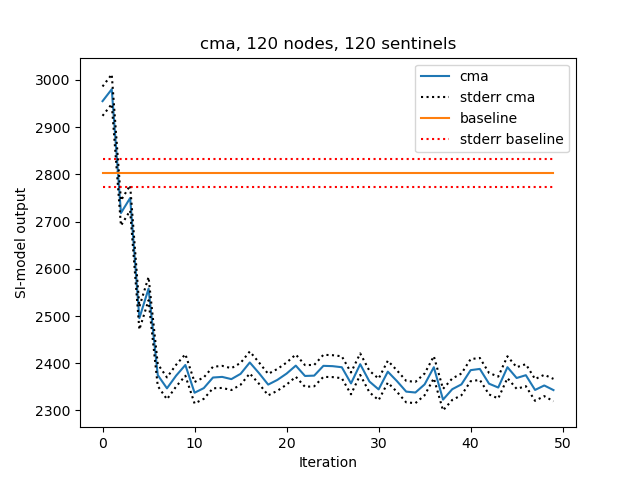 cma, 120 nodes, 120 sentinels
3000
2900
2800
2700
2600
2500
2400
2300
SI-model output
cma
stderr cma
baseline
stderr baseline
0
10
20
30
40
50
Iteration